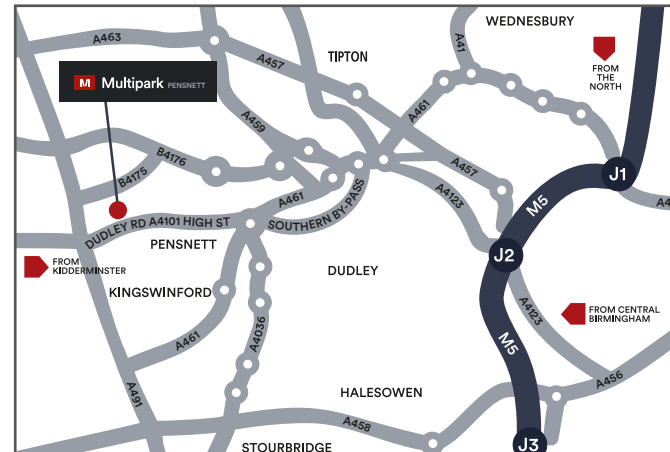 WEDNESBURY
A463
A41
TIPTON
A457
FROM
THE
NORTH
M Multipark PENSNETT
A461
A459
B4176
A457
B4175
J1
A4
A461
A4123
M5
SOUTHERN BY-PASS
DUDLEY RD A4101 HIGH ST
PENSNETT
J2
FROM
KIDDERMINSTER
DUDLEY
KINGSWINFORD
A4123
FROM CENTRAL
BIRMINGHAM
A461
A4036
M5
A456
A491
HALESOWEN
A458
J3
STOURBRIDGE